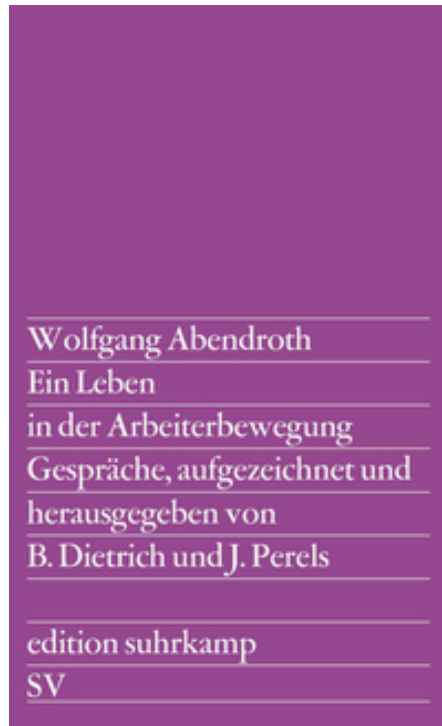 Wolfgang Abendroth
Ein Leben
in der Arbeiterbewegung
Gespräche, aufgezeichnet und
herausgegeben von
B. Dietrich und J. Perels
edition suhrkamp
SV